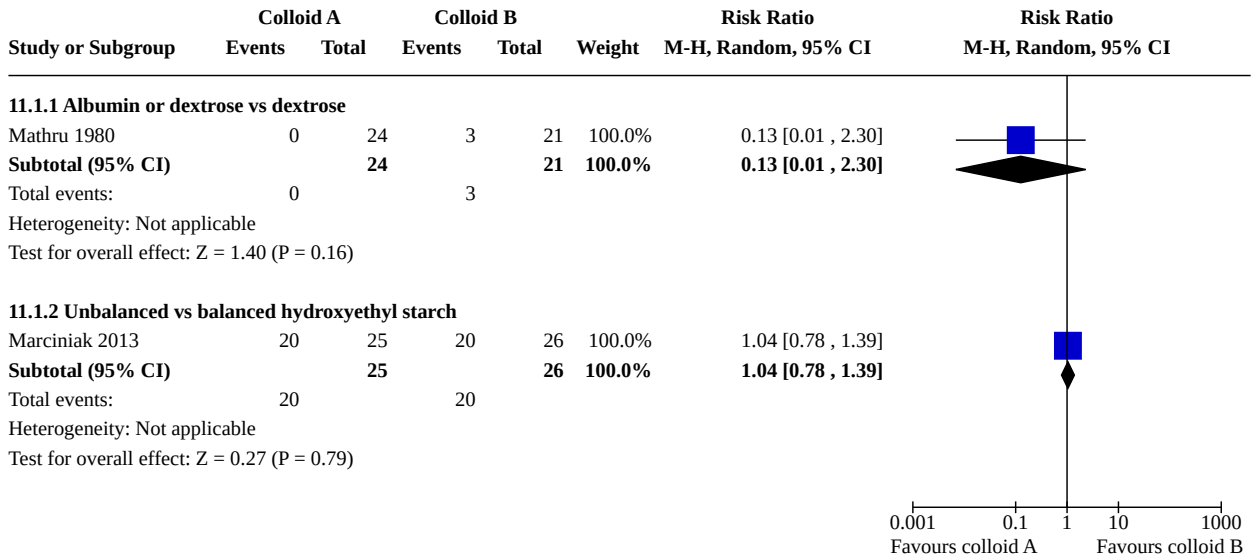 Colloid A Colloid B Risk Ratio Risk Ratio
Study or Subgroup Events Total Events Total Weight M-H, Random, 95% CI M-H, Random, 95% CI
11.1.1 Albumin or dextrose vs dextrose
Mathru 1980 0 24 3 21 100.0% 0.13 [0.01 , 2.30]
Subtotal (95% CI) 24 21 100.0% 0.13 [0.01 , 2.30]
Total events: 0 3
Heterogeneity: Not applicable
Test for overall effect: Z = 1.40 (P = 0.16)
11.1.2 Unbalanced vs balanced hydroxyethyl starch
Marciniak 2013 20 25 20 26 100.0% 1.04 [0.78 , 1.39]
Subtotal (95% CI) 25 26 100.0% 1.04 [0.78 , 1.39]
Total events: 20 20
Heterogeneity: Not applicable
Test for overall effect: Z = 0.27 (P = 0.79)
0.001 0.1 1 10 1000
Favours colloid A Favours colloid B